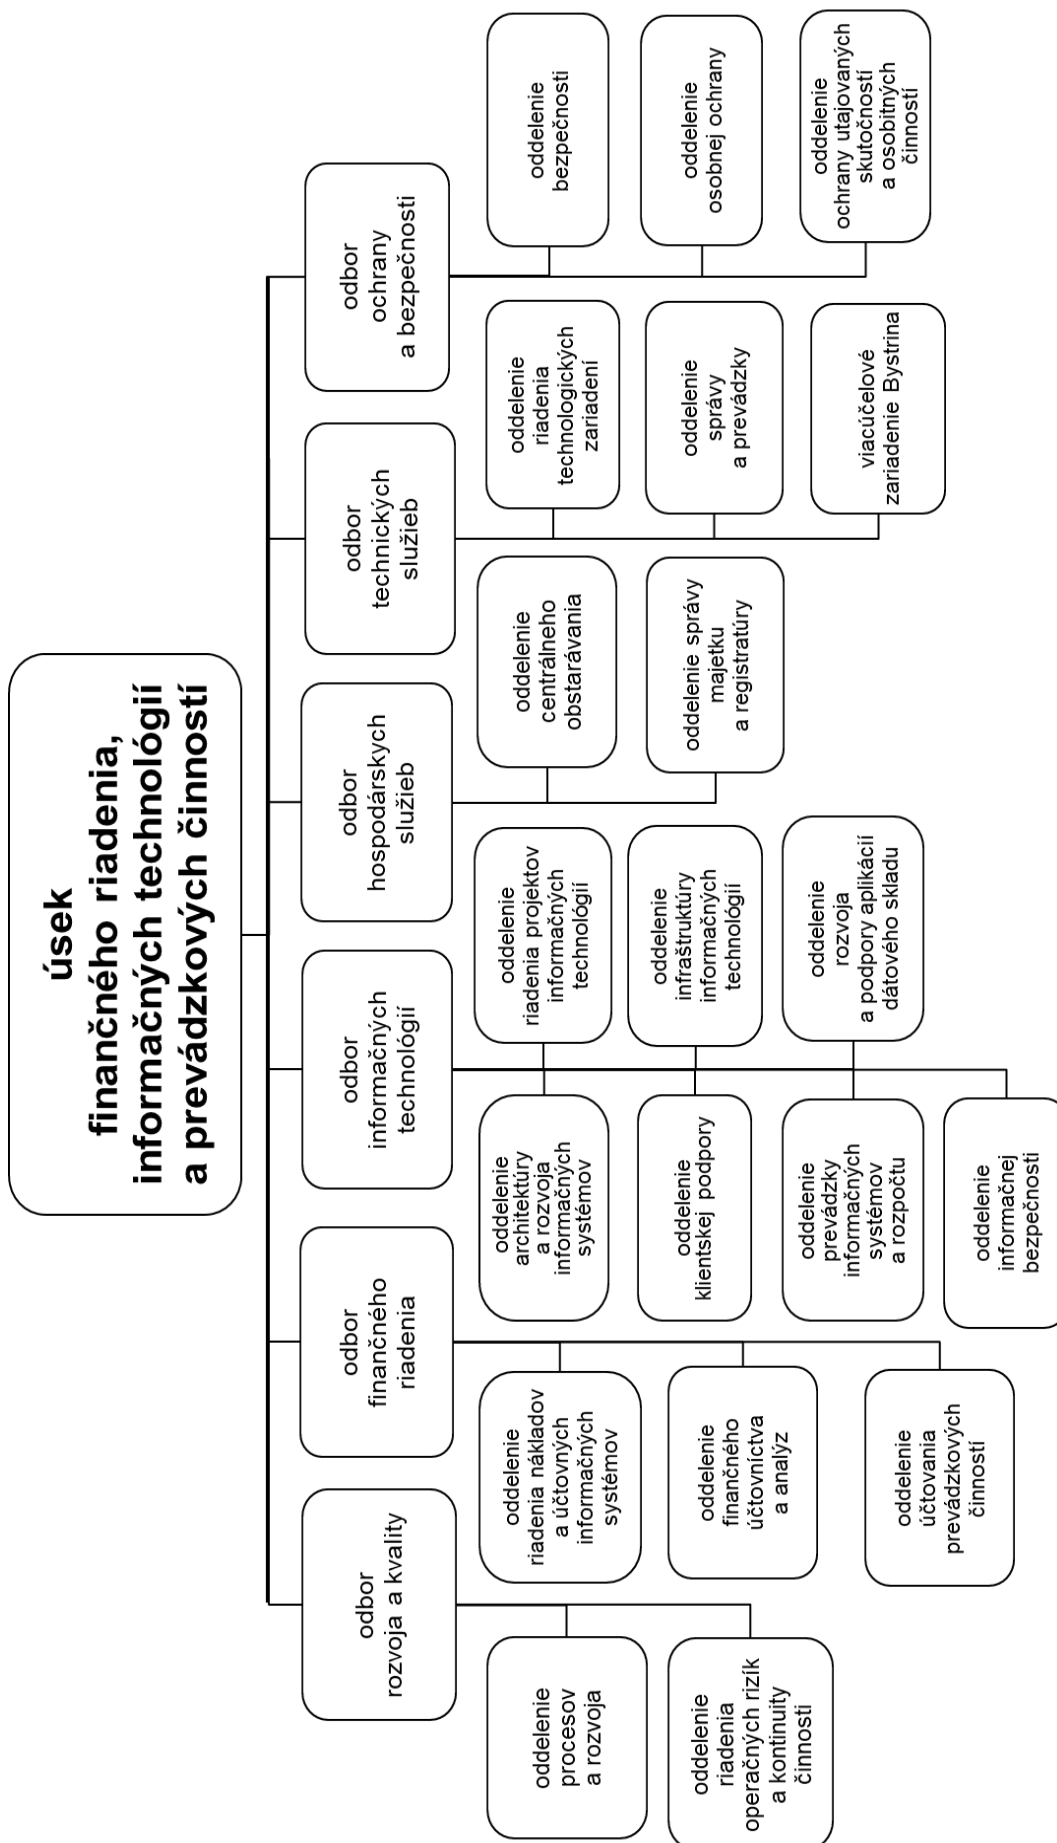 úsek
finančného riadenia,
informačných technológií
a prevádzkových činností
odbor
rozvoja a kvality
odbor
finančného
riadenia
odbor
informačných
technológií
odbor
hospodárskych
služieb
odbor
technických
služieb
odbor
ochrany
a bezpečnosti
oddelenie
procesov
a rozvoja
oddelenie
riadenia
operačných rizík
a kontinuity
činnosti
oddelenie
riadenia nákladov
a účtovných
informačných
systémov
oddelenie
finančného
účtovníctva
a analýz
oddelenie
účtovania
prevádzkových
činností
oddelenie
architektúry
a rozvoja
informačných
systémov
oddelenie
riadenia projektov
informačných
technológií
oddelenie
klientskej podpory
oddelenie
infraštruktúry
informačných
technológií
oddelenie
prevádzky
informačných
systémov
a rozpočtu
oddelenie
rozvoja
a podpory aplikácií
dátového skladu
oddelenie
informačnej
bezpečnosti
oddelenie
centrálneho
obstarávania
oddelenie správy
majetku
a registratúry
oddelenie
riadenia
technologických
zariadení
oddelenie
správy
a prevádzky
viacúčelové
zariadenie Bystrina
oddelenie
bezpečnosti
oddelenie
osobnej ochrany
oddelenie
ochrany utajovaných
skutočností
a osobitných
činností